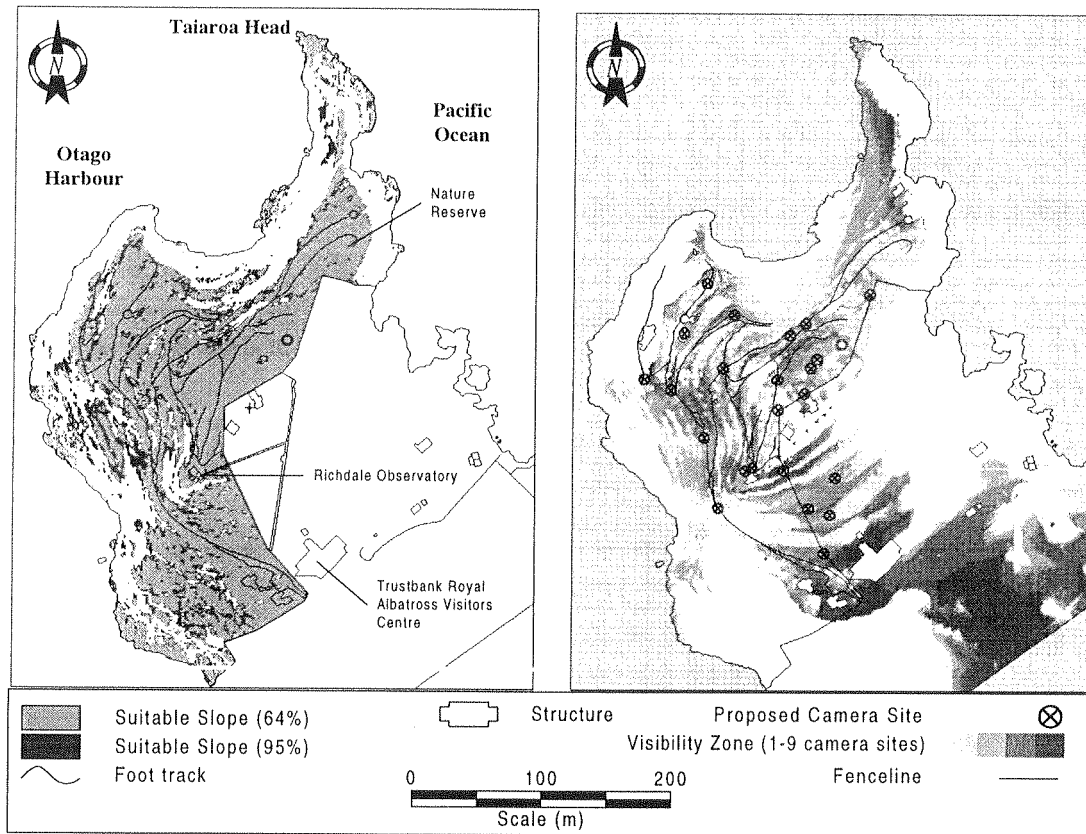 Taiaroa Head
N
Pacific
Ocean
Otago
Harbour
Nature
Reserve
Richdale Observatory
Trustbank Royal
Albatross Visitors
Centre
N
Suitable Slope (64%)
Suitable Slope (95%)
Foot track
Structure
0 100 200
Scale (m)
Proposed Camera Site
Visibility Zone (1-9 camera sites)
Fenceline